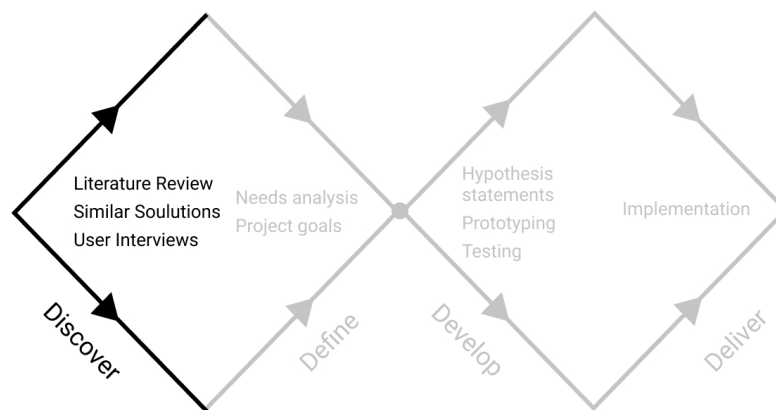 Literature Review
Similar Soulutions
User Interviews
Discover
Needs analysis
Project goals
Define
Hypothesis
statements
Prototyping
Testing
Develop
Implementation
Deliver